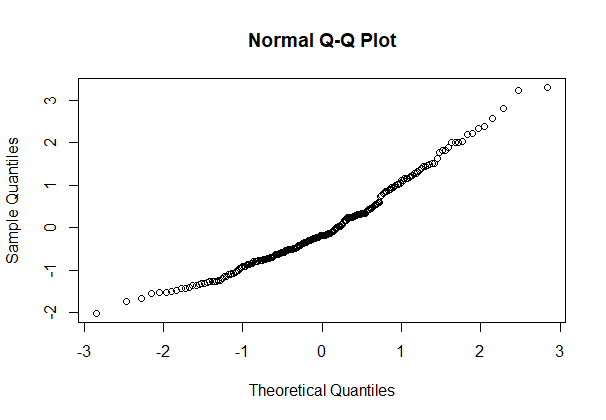 Normal Q-Q Plot
Sample Quantiles
3
2
1
0
-1
-2
-3 -2 -1 0 1 2 3
Theoretical Quantiles